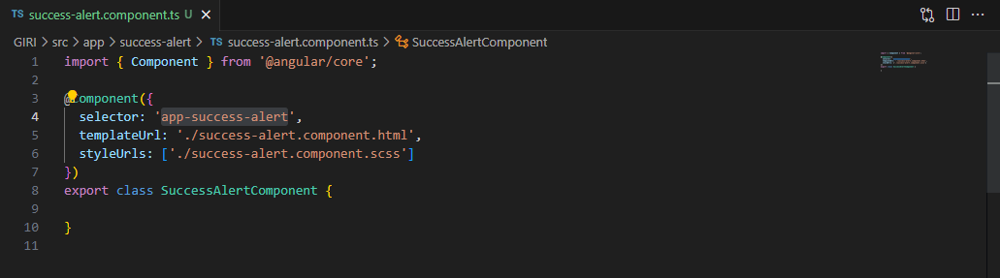 TS success-alert.component.ts U ×
GIRI > src > app > success-alert > TS success-alert.component.ts > SuccessAlertComponent
1 import { Component } from '@angular/core';
2
3 @Component({
4   selector: 'app-success-alert',
5   templateUrl: './success-alert.component.html',
6   styleUrls: ['./success-alert.component.scss']
7 })
8 export class SuccessAlertComponent {
9
10 }
11